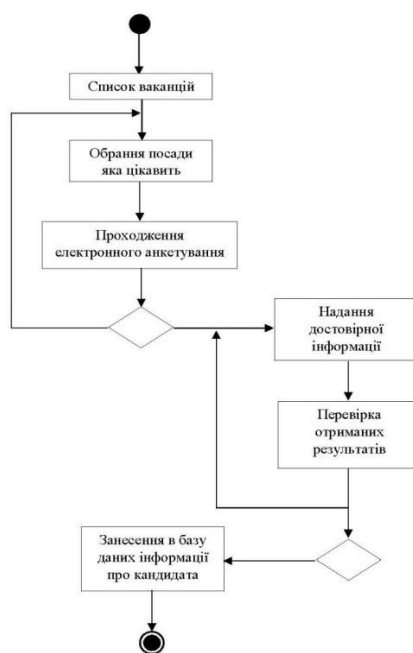 Список вакансій
Обрання посади
яка цікавить
Проходження
електронного анкетування
Надання
достовірної
інформації
Перевірка
отриманих
результатів
Занесення в базу
даних інформації
про кандидата